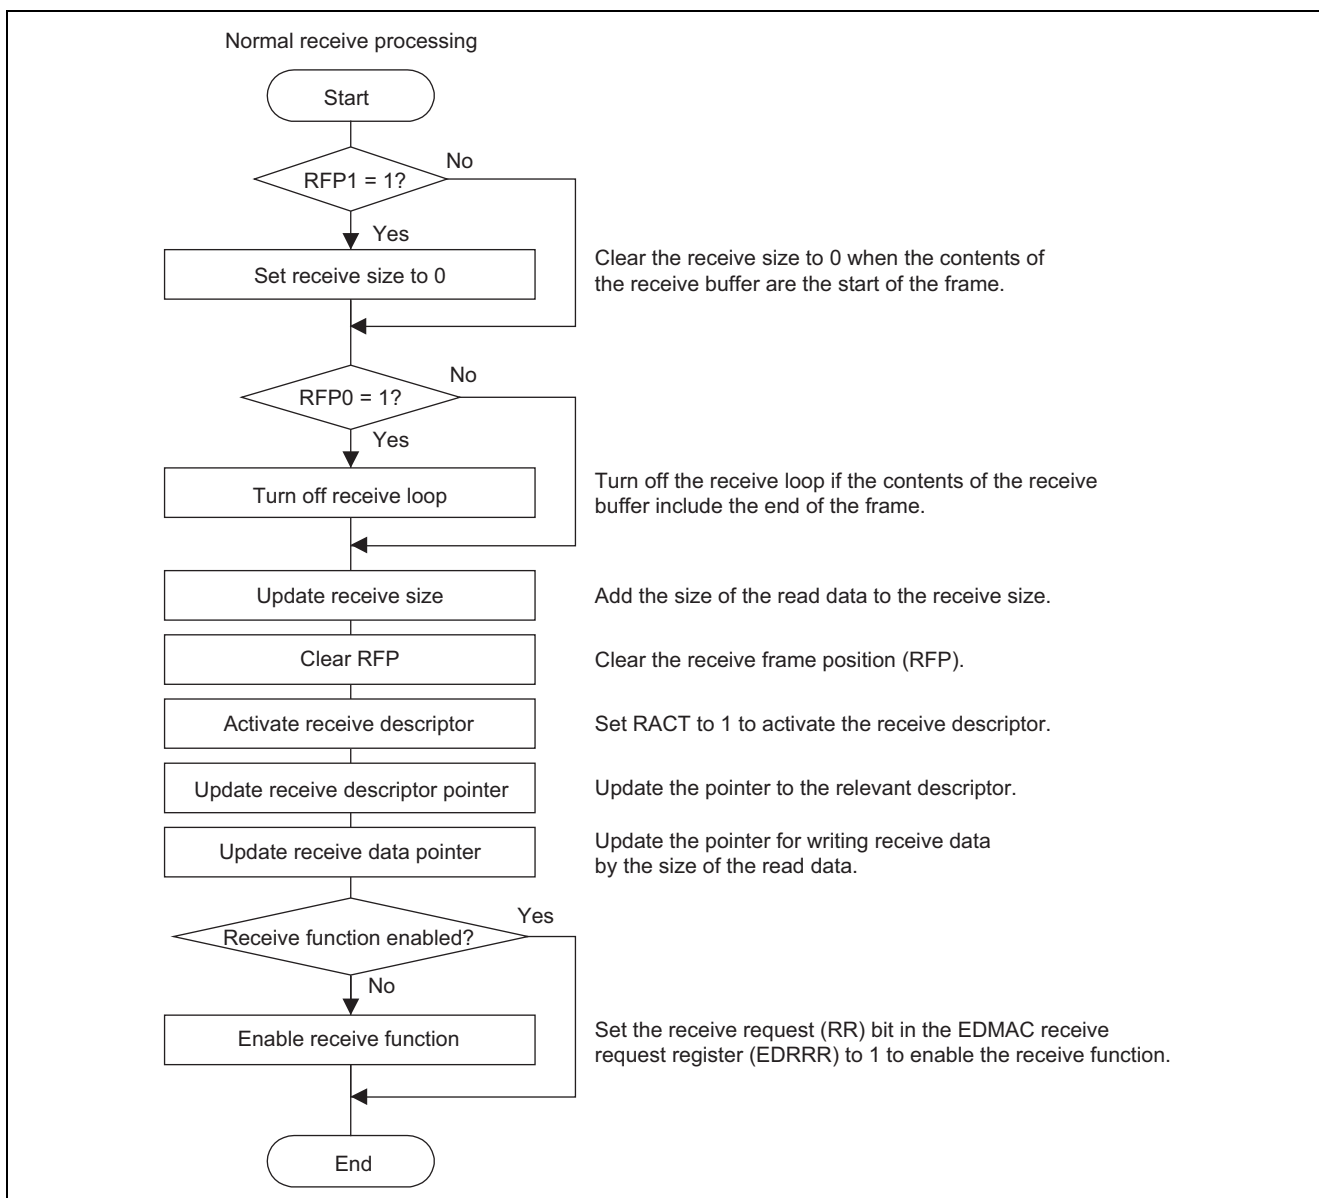 Normal receive processing
Start
No
RFP1 = 1?
Yes
Set receive size to 0
Clear the receive size to 0 when the contents of
the receive buffer are the start of the frame.
No
RFP0 = 1?
Yes
Turn off receive loop
Turn off the receive loop if the contents of the receive
buffer include the end of the frame.
Update receive size
Add the size of the read data to the receive size.
Clear RFP
Clear the receive frame position (RFP).
Activate receive descriptor
Set RACT to 1 to activate the receive descriptor.
Update receive descriptor pointer
Update the pointer to the relevant descriptor.
Update receive data pointer
Update the pointer for writing receive data
by the size of the read data.
Yes
Receive function enabled?
No
Enable receive function
Set the receive request (RR) bit in the EDMAC receive
request register (EDRRR) to 1 to enable the receive function.
End